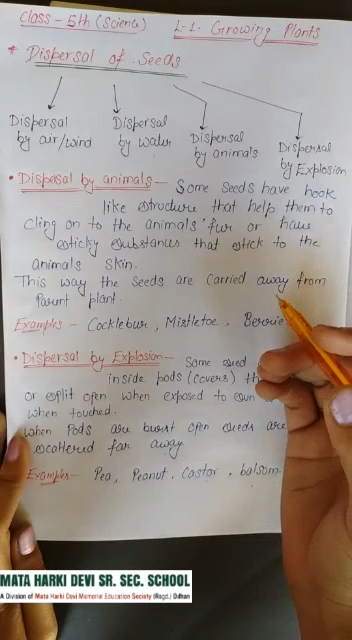 Class - 5th (Science) L-1. Growing Plants
* Dispersal of Seeds
Dispersal by air/wind
Dispersal by water
Dispersal by animals
Dispersal by Explosion
• Dispersal by animals - Some Seeds have hook
like structure that help them to
cling on to the animals' fur or have
sticky substances that stick to the
animals skin.
This way the seeds are carried away from
Parent plant.
Examples - Cocklebur, Mistletoe, Berrie
• Dispersal by Explosion - Some seed
inside pods (covers) th
or split open when exposed to sun
when touched.
when Pods are burst open seeds are
scattered far away
Examples - Pea, Peanut, Castor, balsom
MATA HARKI DEVI SR. SEC. SCHOOL
A Division of Mata Harki Devi Memorial Education Society (Regd.) Odhan